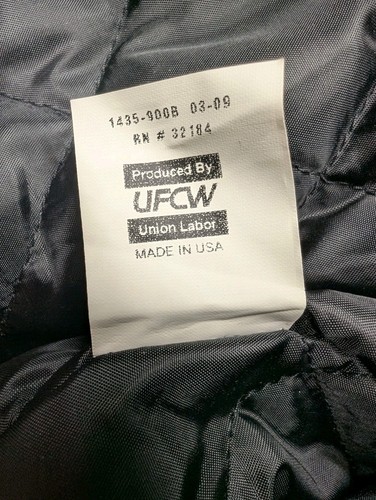 1435-900B 03-09
RN # 32184
Produced By
UFCW
Union Labor
MADE IN USA